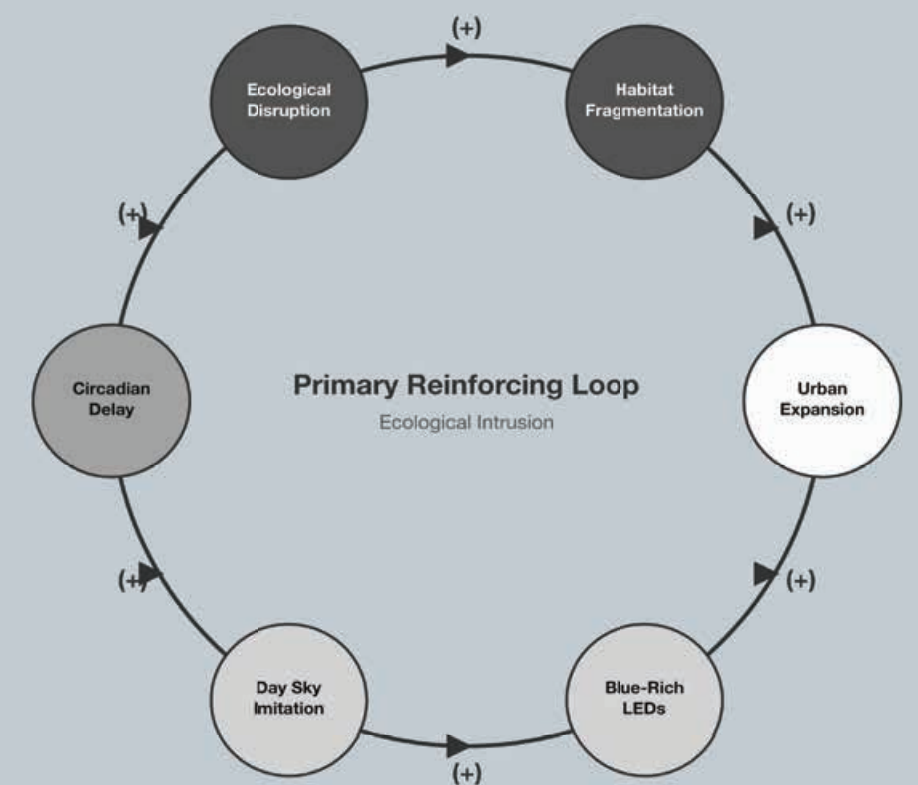 (+)
Ecological
Disruption
Habitat
Fragmentation
(+)
(+)
Circadian
Delay
Primary Reinforcing Loop
Ecological Intrusion
Urban
Expansion
(+)
(+)
Day Sky
Imitation
Blue-Rich
LEDs
(+)